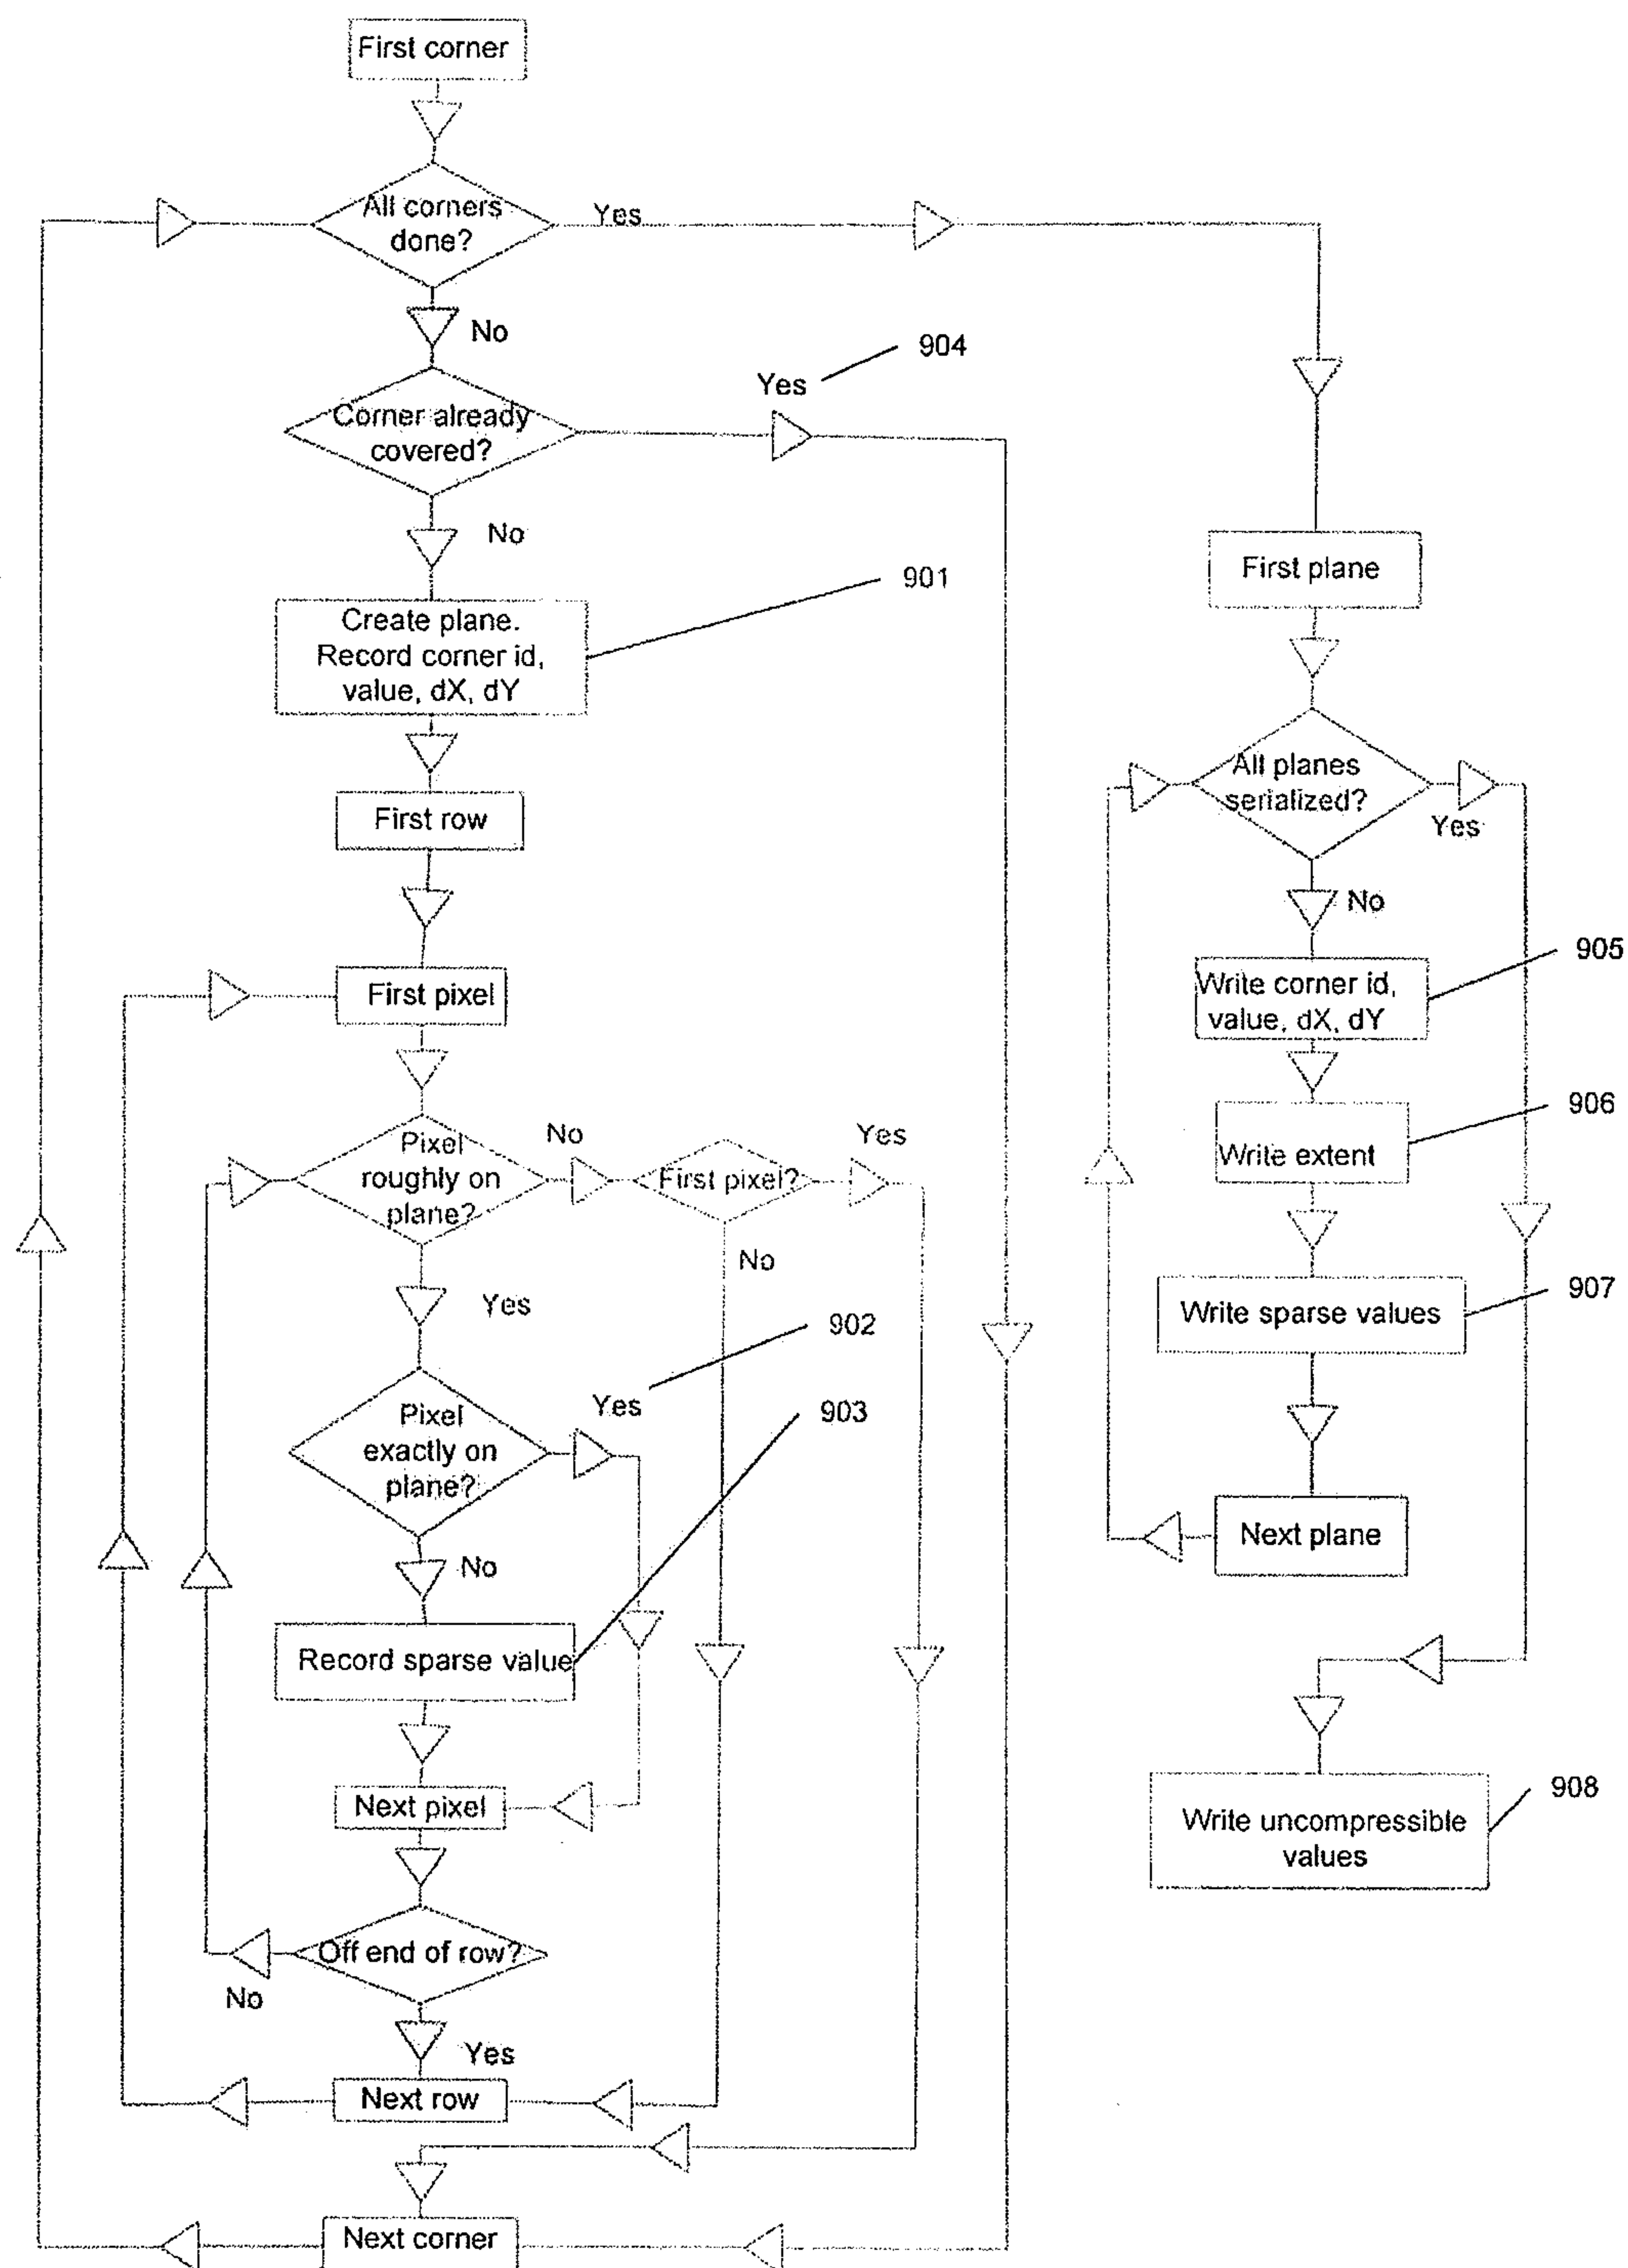 First corner
All corners
done?
Yes
No
904
Yes
Corner already
covered?
No
901
Create plane.
Record corner id,
value, dX, dY
First row
First pixel
Pixel
roughly on
plane?
No
First pixel?
Yes
No
Yes
902
Yes
903
Pixel
exactly on
plane?
No
Record sparse value
Next pixel
Off end of row?
No
Yes
Next row
Next corner
First plane
All planes
serialized?
Yes
No
905
Write corner id,
value, dX, dY
906
Write extent
907
Write sparse values
Next plane
908
Write uncompressible
values